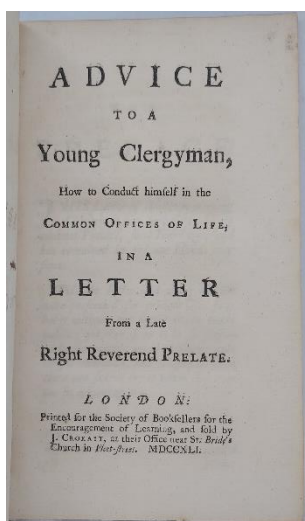 ADVICE
TO A
Young Clergyman,
How to Conduct himself in the
COMMON OFFICES OF LIFE,
IN A
LETTER
From a Late
Right Reverend PRELATE.
LONDON:
Printed for the Society of Booksellers for the
Encouragement of Learning, and sold by
J. CROKATT, at their Office near St. Bride's
Church in Fleet-street. MDCCXLI.